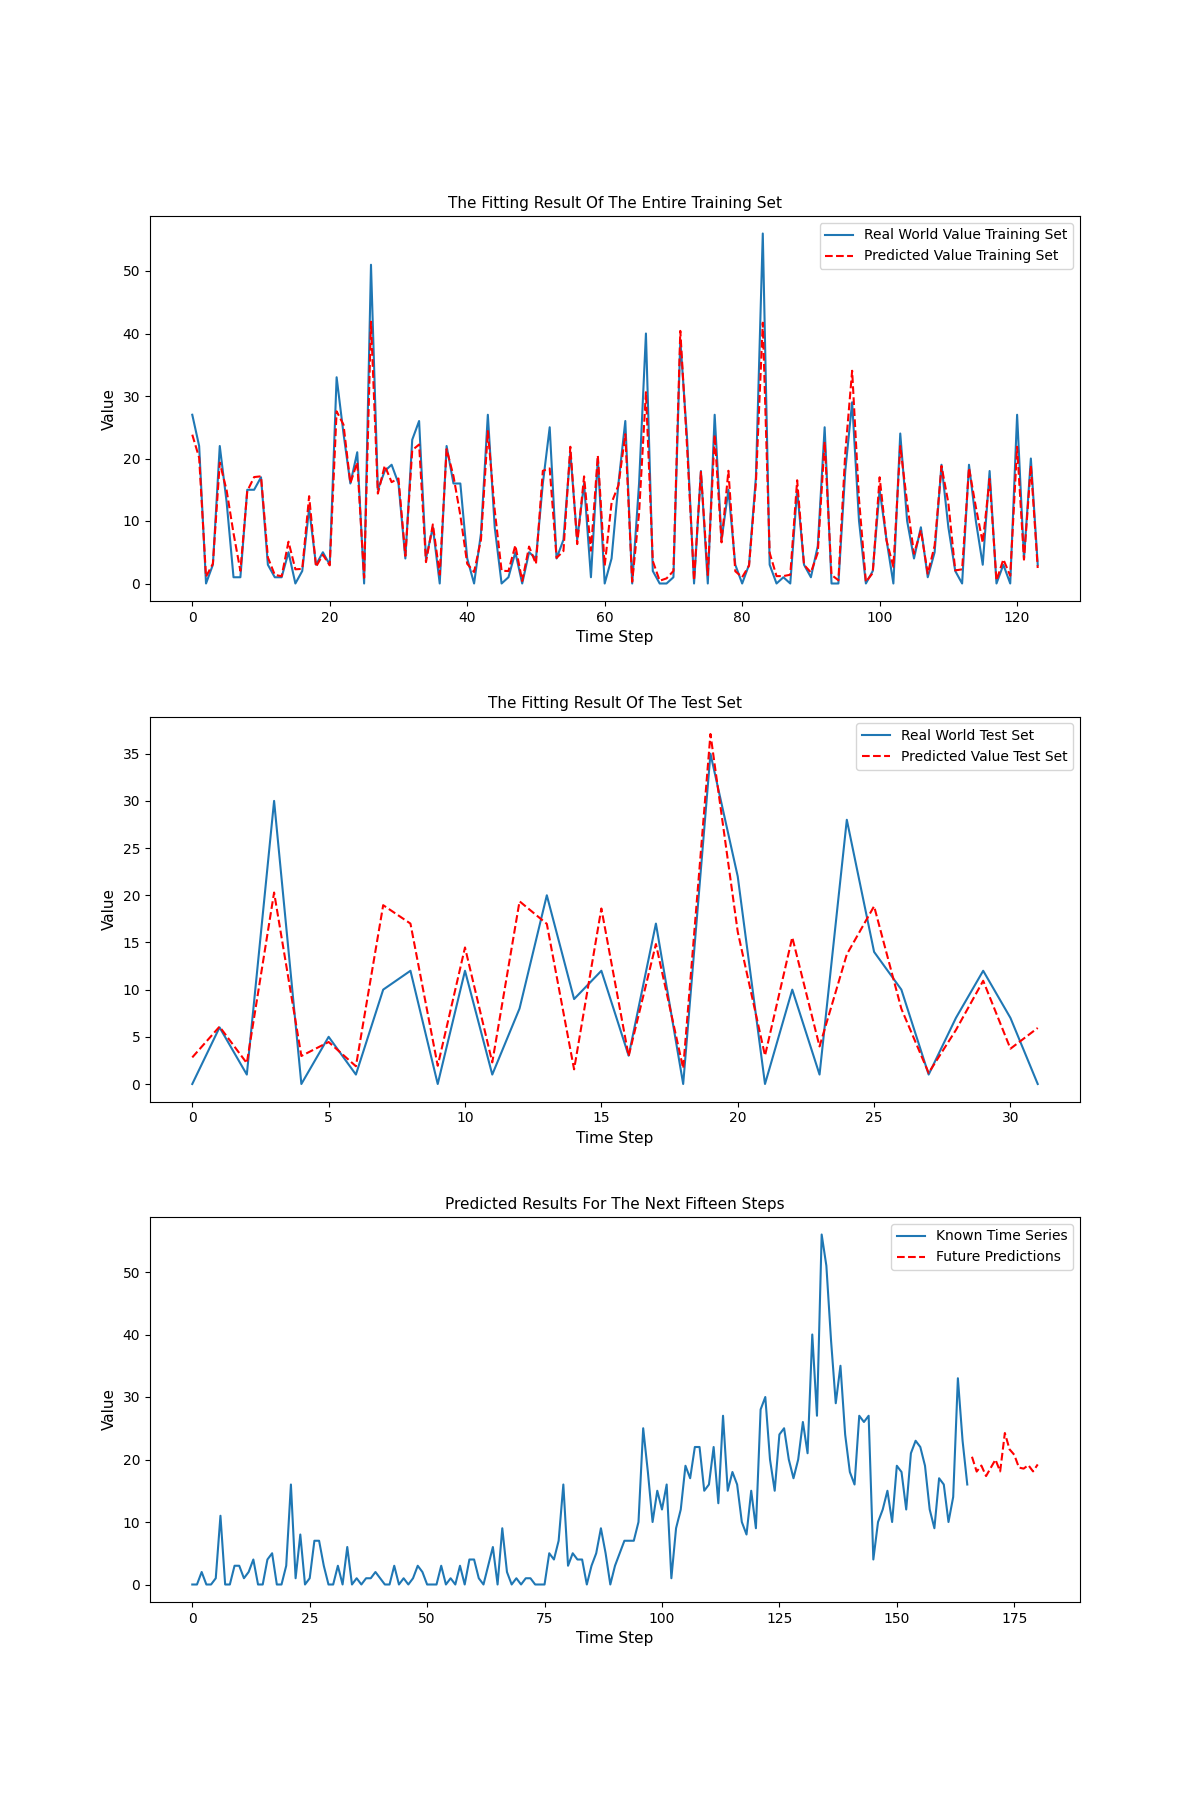 The Fitting Result Of The Entire Training Set
Real World Value Training Set
Predicted Value Training Set
50
40
30
20
10
0
Value
0 20 40 60 80 100 120
Time Step
The Fitting Result Of The Test Set
Real World Test Set
Predicted Value Test Set
35
30
25
20
15
10
5
0
Value
0 5 10 15 20 25 30
Time Step
Predicted Results For The Next Fifteen Steps
Known Time Series
Future Predictions
50
40
30
20
10
0
Value
0 25 50 75 100 125 150 175
Time Step